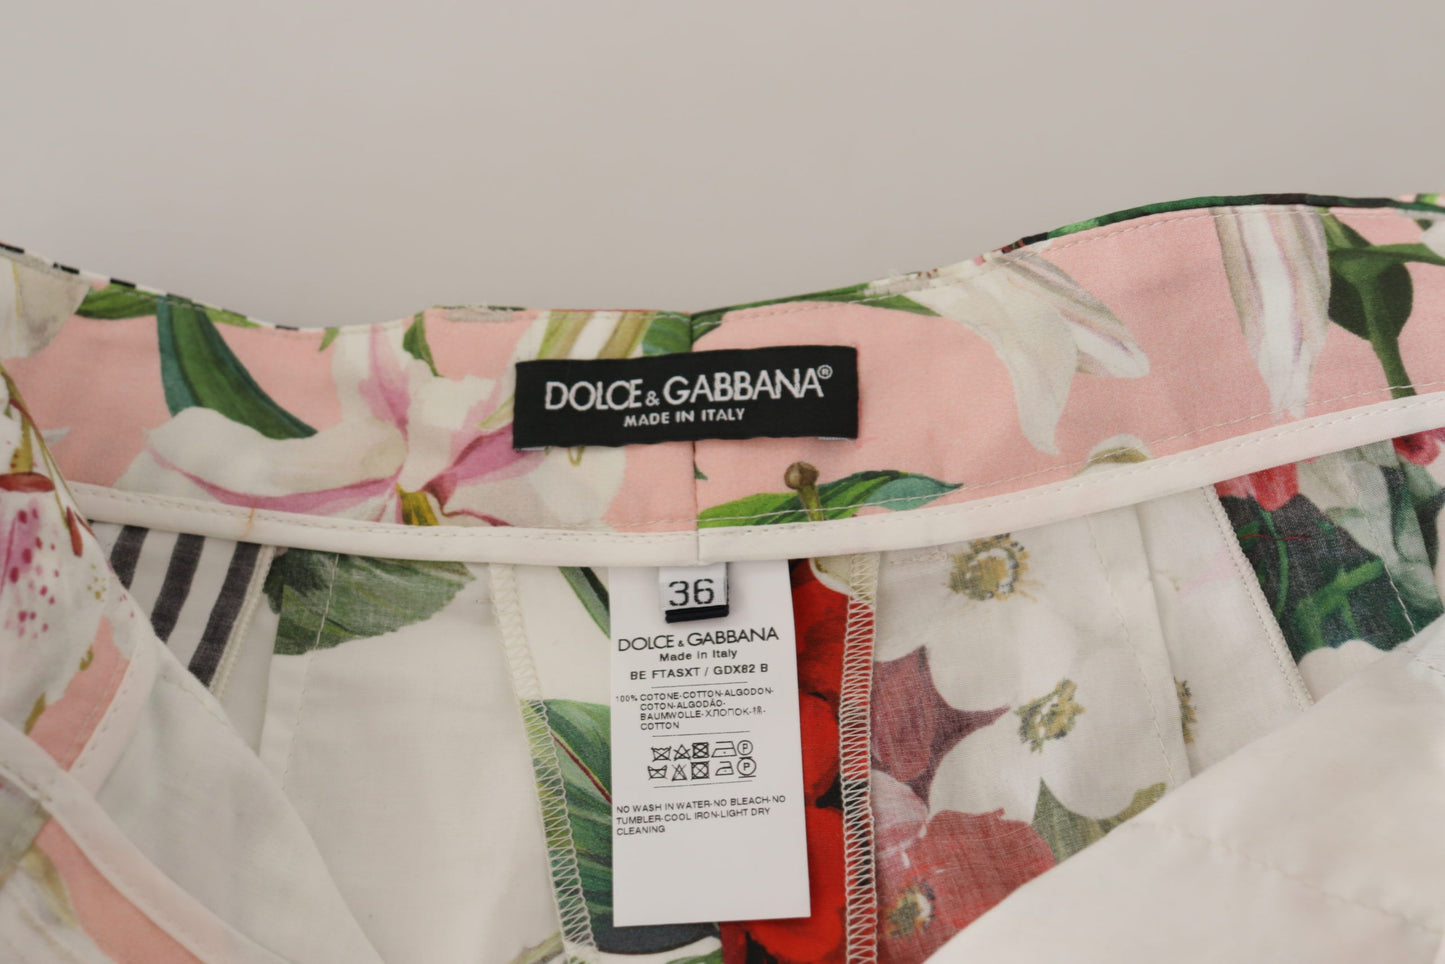 DOLCE & GABBANA®
MADE IN ITALY
36
DOLCE & GABBANA
Made in Italy
BE FTASXT / GDX82 B
100% COTONE-COTTON-ALGODON-
COTON-ALGODÃO-
BAUMWOLLE-ХЛОПОК-棉-
COTTON
P
P
NO WASH IN WATER-NO BLEACH-NO
TUMBLER-COOL IRON-LIGHT DRY
CLEANING